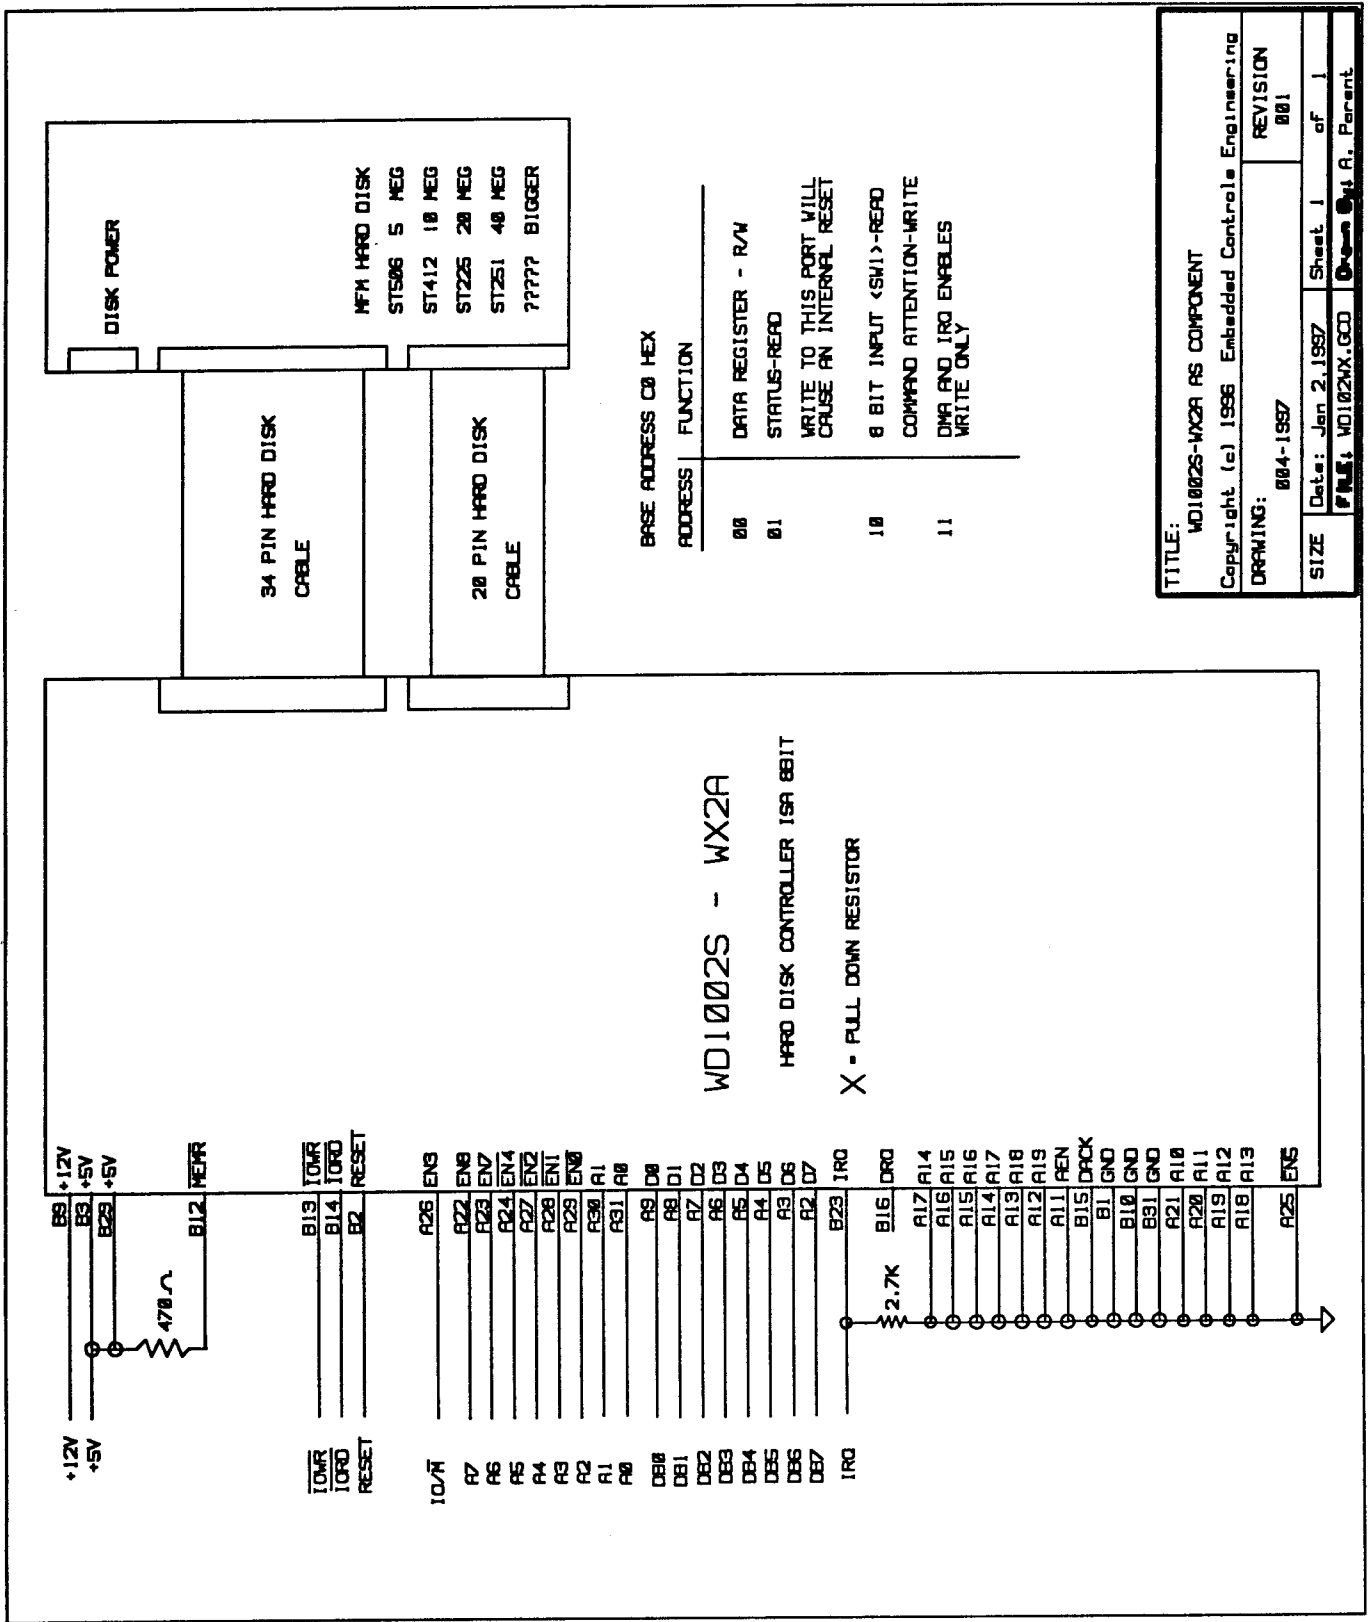 +12V
+5V
IOWR
IORD
RESET
IO/M
A7
A6
A5
A4
A3
A2
A1
A0
DB0
DB1
DB2
DB3
DB4
DB5
DB6
DB7
IRQ
470
2.7K
B9 +12V
B3 +5V
B29 +5V
B12 MEMR
B13 IOWR
B14 IORD
B2 RESET
A26 EN3
A22 EN8
A23 EN7
A24 EN4
A27 EN2
A28 EN1
A29 EN0
A30 A1
A31 A0
A9 D0
A8 D1
A7 D2
A6 D3
A5 D4
A4 D5
A3 D6
A2 D7
B23 IRQ
B16 DRQ
A17 A14
A16 A15
A15 A16
A14 A17
A13 A18
A12 A19
A11 AEN
B15 DACK
B1 GND
B10 GND
B31 GND
A21 A10
A20 A11
A19 A12
A18 A13
A25 EN5
WD1002S - WX2A
HARD DISK CONTROLLER ISA 8BIT
X - PULL DOWN RESISTOR
34 PIN HARD DISK
CABLE
20 PIN HARD DISK
CABLE
DISK POWER
MFM HARD DISK
ST506 5 MEG
ST412 10 MEG
ST225 20 MEG
ST251 40 MEG
????? BIGGER
BASE ADDRESS C0 HEX
ADDRESS FUNCTION
00 DATA REGISTER - R/W
01 STATUS-READ
WRITE TO THIS PORT WILL
CAUSE AN INTERNAL RESET
10 8 BIT INPUT <SW1>-READ
COMMAND ATTENTION-WRITE
11 DMA AND IRQ ENABLES
WRITE ONLY
TITLE:
WD1002S-WX2A AS COMPONENT
Copyright (c) 1996 Embedded Controls Engineering
DRAWING:
004-1997
REVISION
001
SIZE
Date: Jan 2,1997
Sheet 1 of 1
FILE: WD102WX.GCD
Drawn By: A. Parent